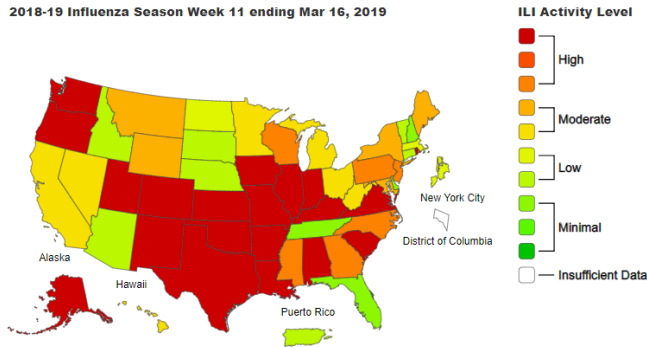 2018-19 Influenza Season Week 11 ending Mar 16, 2019
ILI Activity Level
High
Moderate
Low
Minimal
Insufficient Data
New York City
District of Columbia
Alaska
Hawaii
Puerto Rico